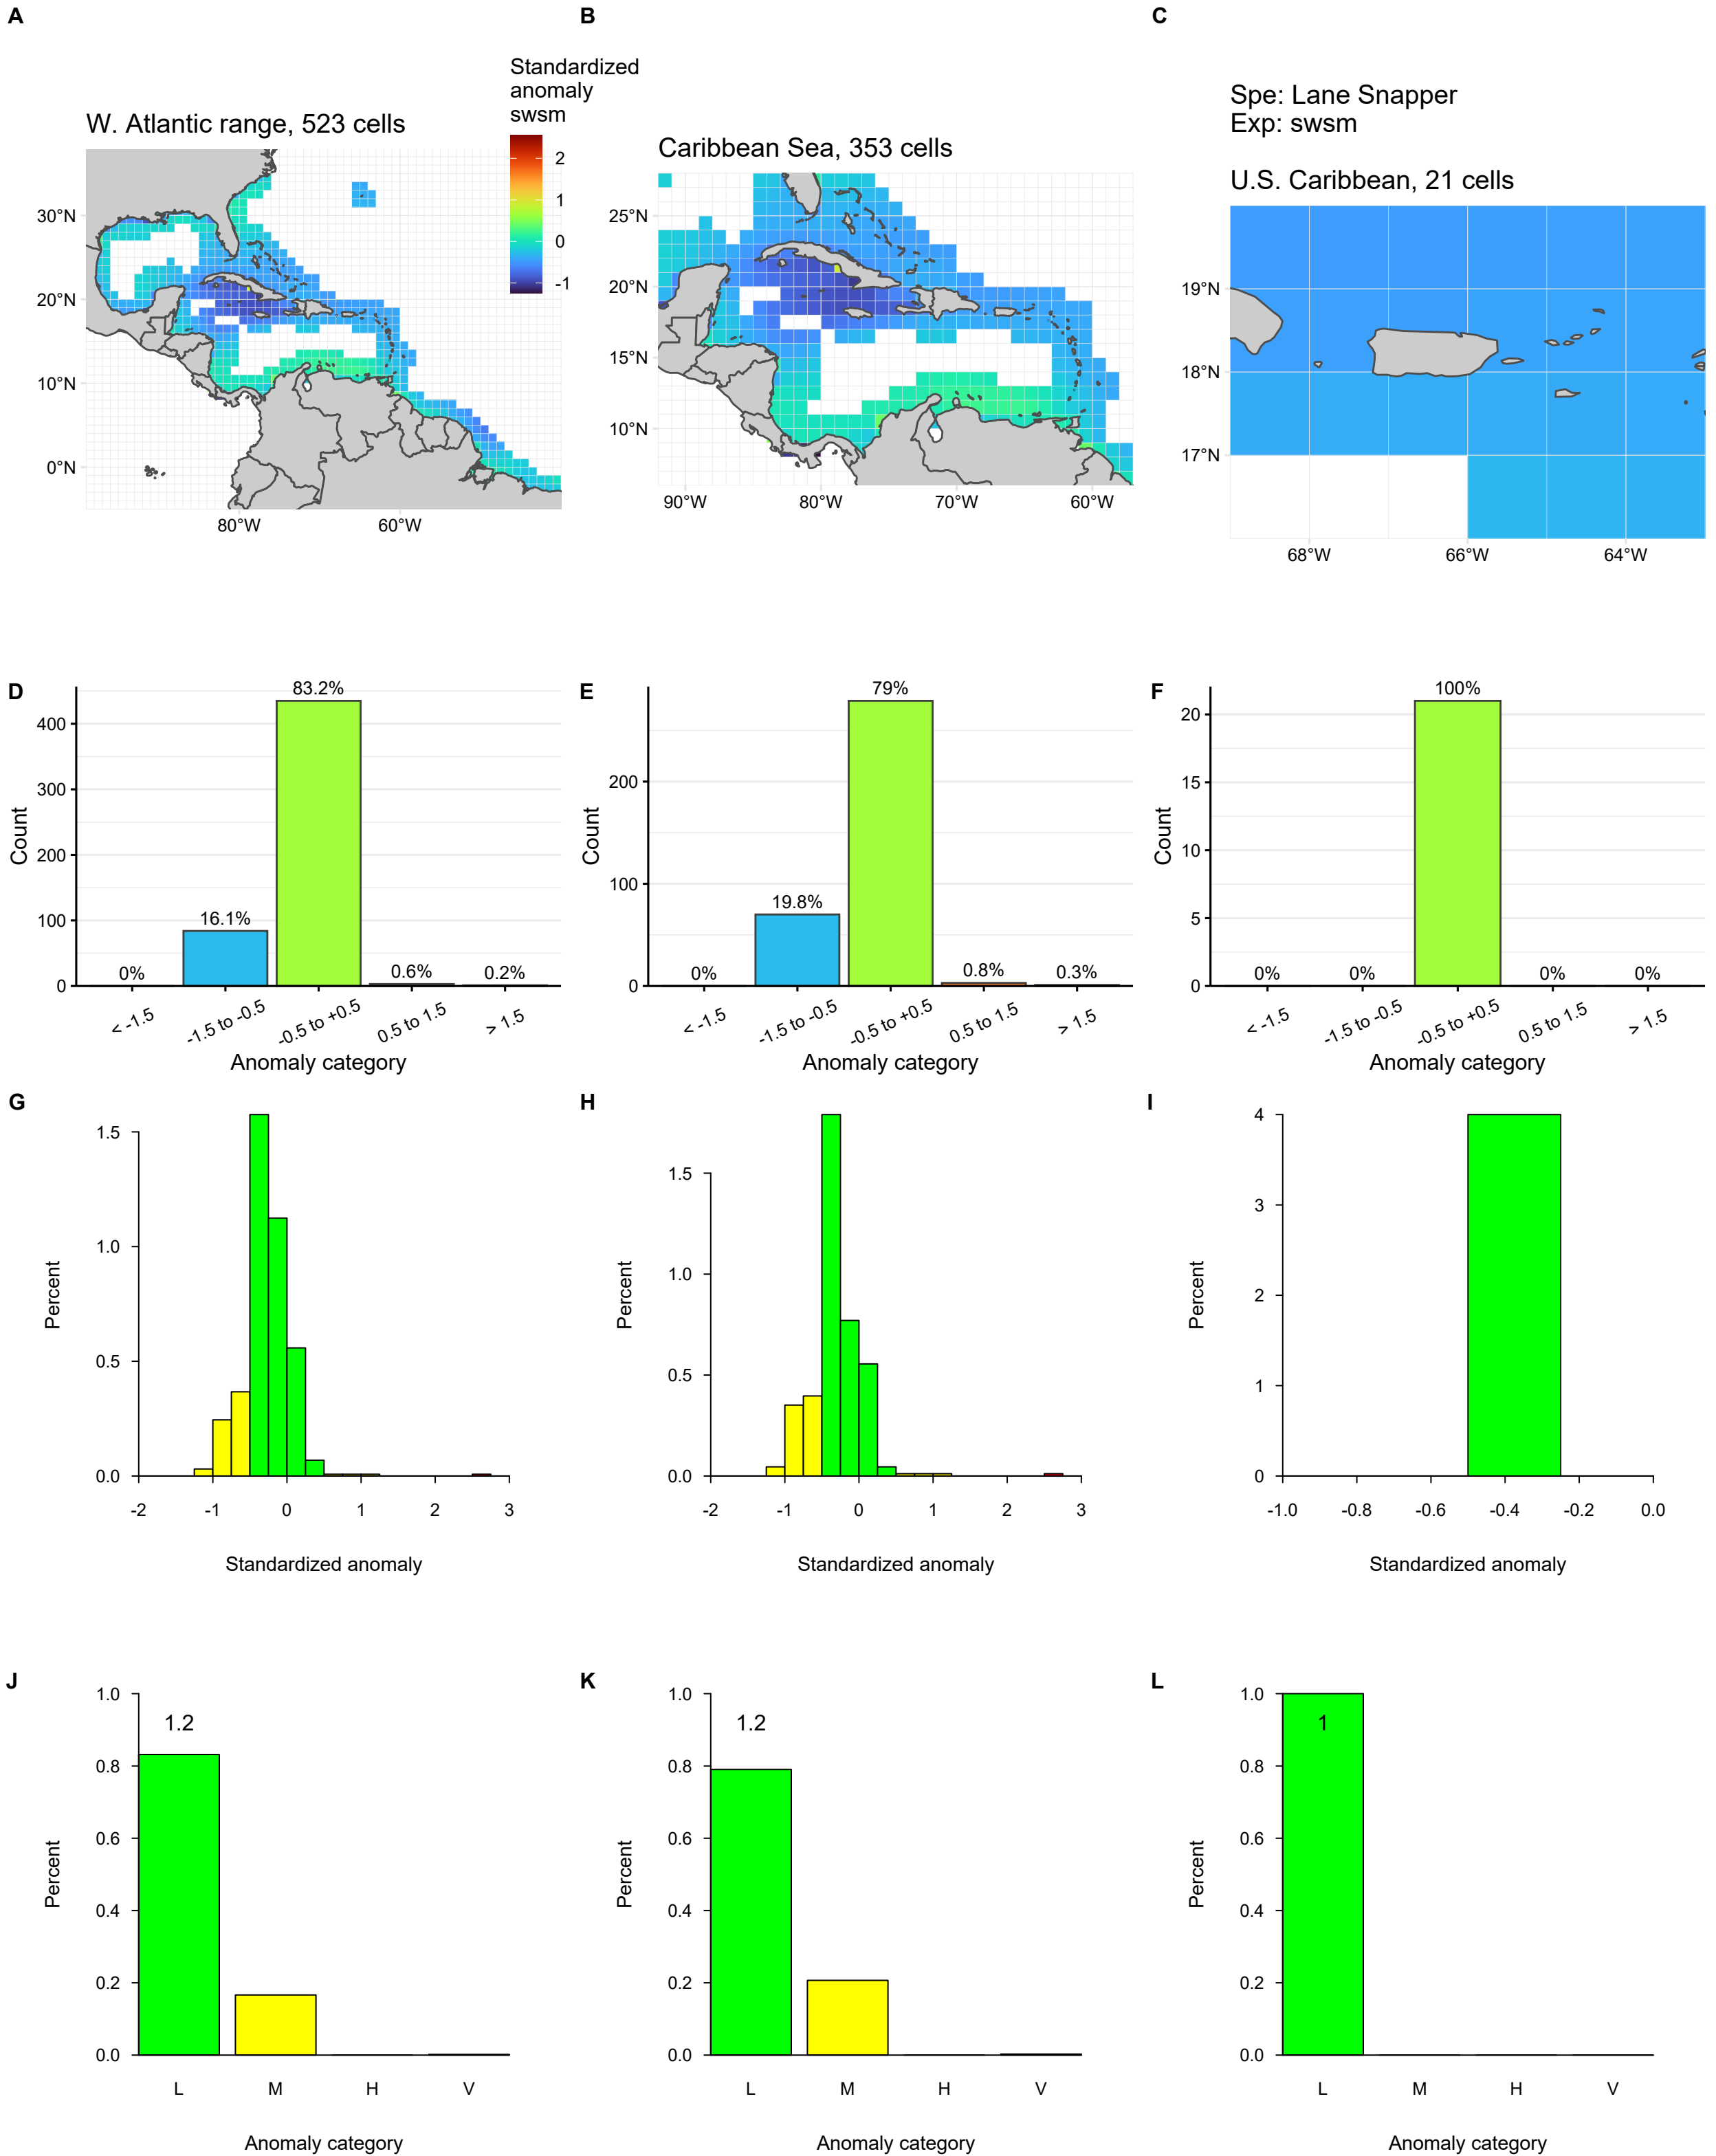 A
B
C
Standardized
anomaly
swsm
2
1
0
-1
W. Atlantic range, 523 cells
30°N
20°N
10°N
0°N
80°W
60°W
Caribbean Sea, 353 cells
25°N
20°N
15°N
10°N
90°W
80°W
70°W
60°W
Spe: Lane Snapper
Exp: swsm
U.S. Caribbean, 21 cells
19°N
18°N
17°N
68°W
66°W
64°W
D
Count
400
300
200
100
0
0%
16.1%
83.2%
0.6%
0.2%
< -1.5
-1.5 to -0.5
-0.5 to +0.5
0.5 to 1.5
> 1.5
Anomaly category
E
Count
200
100
0
0%
19.8%
79%
0.8%
0.3%
< -1.5
-1.5 to -0.5
-0.5 to +0.5
0.5 to 1.5
> 1.5
Anomaly category
F
Count
20
15
10
5
0
0%
0%
100%
0%
0%
< -1.5
-1.5 to -0.5
-0.5 to +0.5
0.5 to 1.5
> 1.5
Anomaly category
G
Percent
1.5
1.0
0.5
0.0
-2
-1
0
1
2
3
Standardized anomaly
H
Percent
1.5
1.0
0.5
0.0
-2
-1
0
1
2
3
Standardized anomaly
I
Percent
4
3
2
1
0
-1.0
-0.8
-0.6
-0.4
-0.2
0.0
Standardized anomaly
J
Percent
1.0
0.8
0.6
0.4
0.2
0.0
1.2
L
M
H
V
Anomaly category
K
Percent
1.0
0.8
0.6
0.4
0.2
0.0
1.2
L
M
H
V
Anomaly category
L
Percent
1.0
0.8
0.6
0.4
0.2
0.0
1
L
M
H
V
Anomaly category